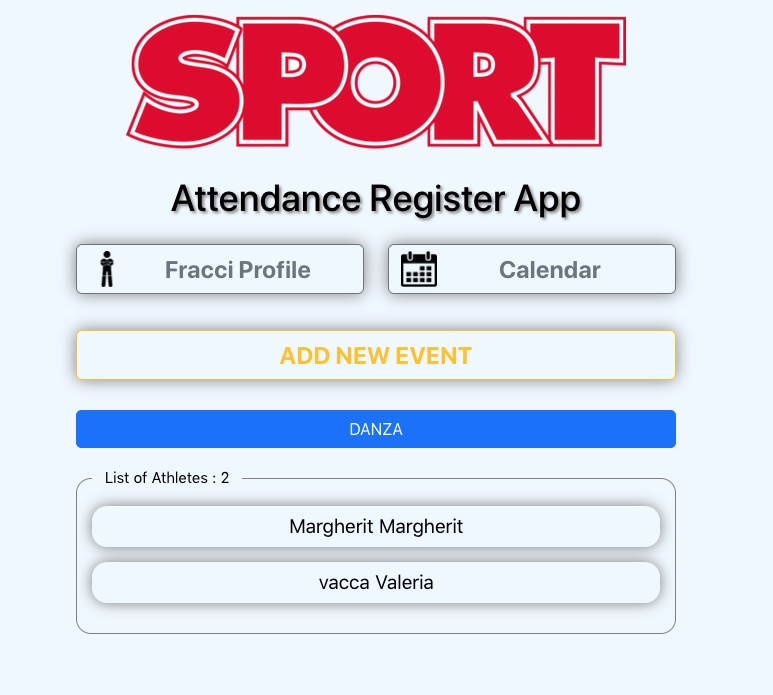 SPORT
Attendance Register App
Fracci Profile
Calendar
ADD NEW EVENT
DANZA
List of Athletes : 2
Margherit Margherit
vacca Valeria